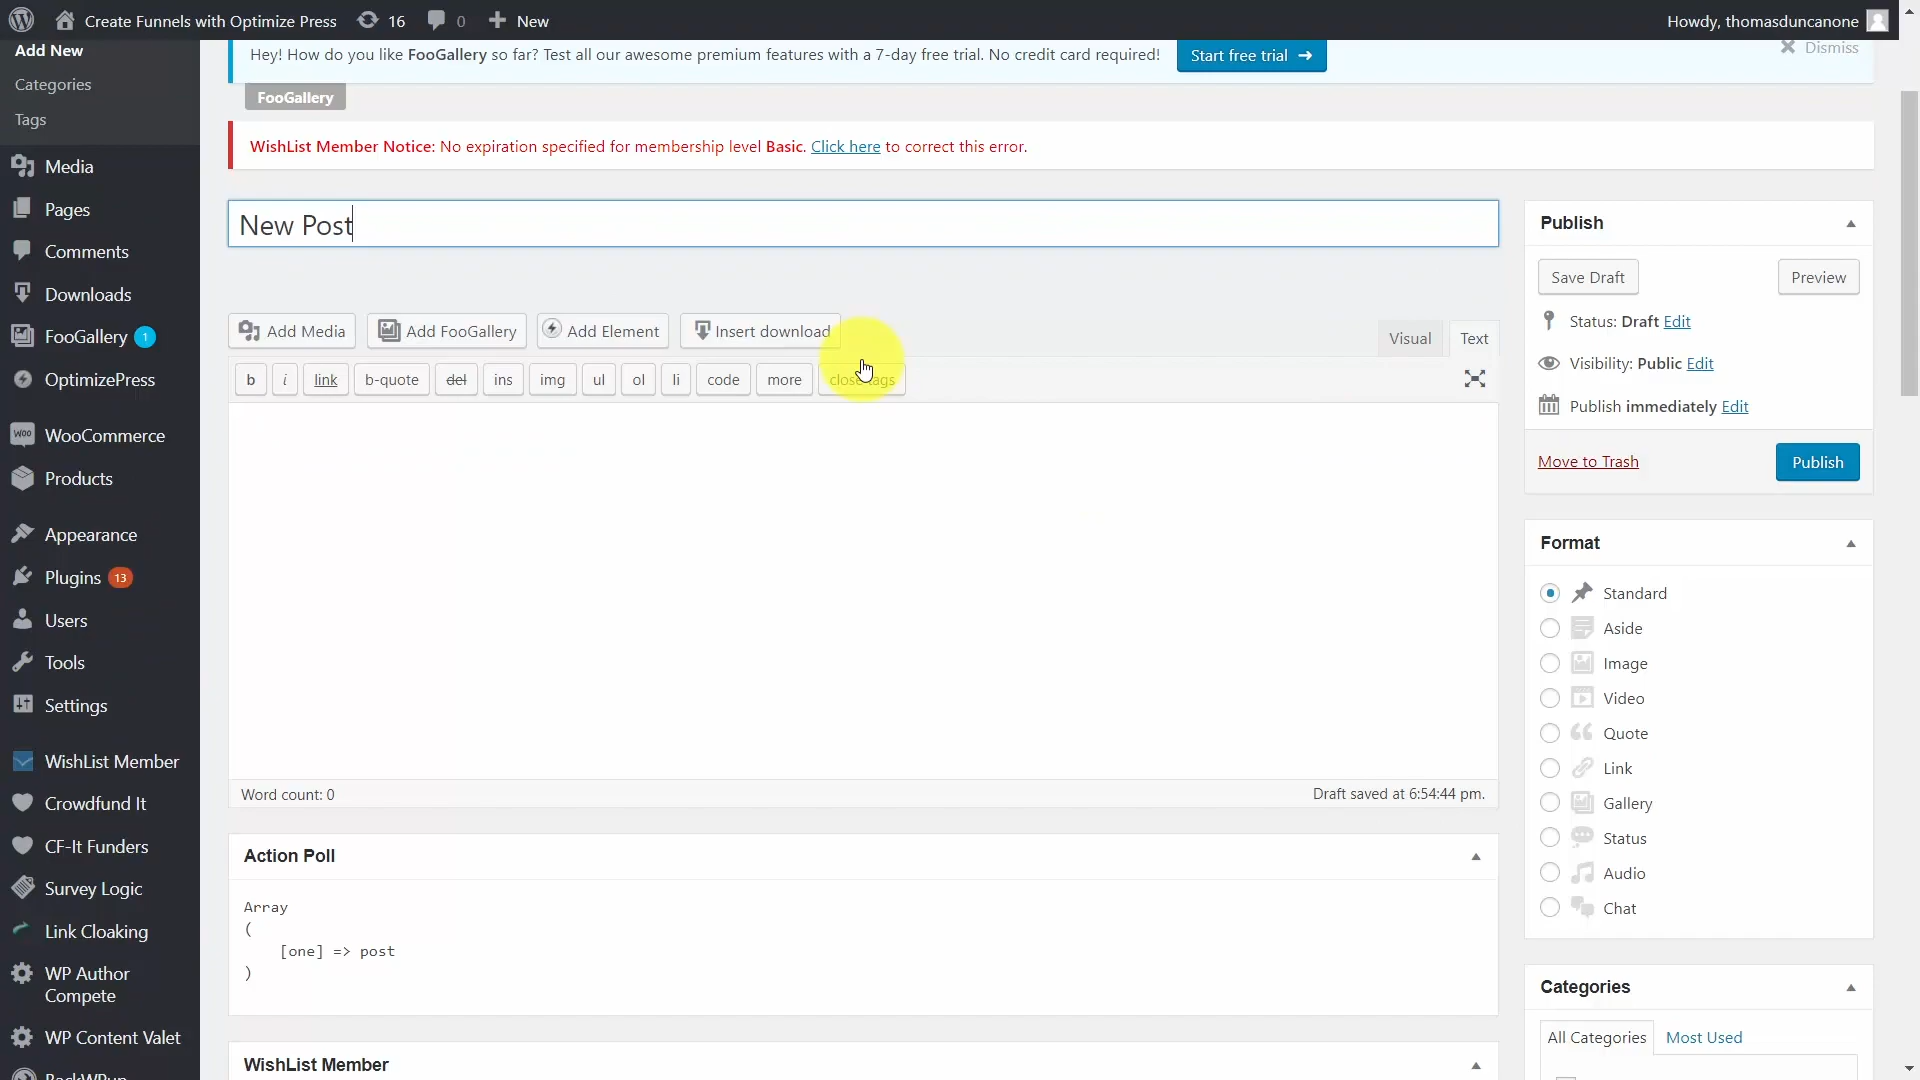 Create Funnels with Optimize Press 16 0 New Howdy, thomasduncanone
Add New
Categories
Tags
Media
Pages
Comments
Downloads
FooGallery 1
OptimizePress
WooCommerce
Products
Appearance
Plugins 13
Users
Tools
Settings
WishList Member
Crowdfund It
CF-It Funders
Survey Logic
Link Cloaking
WP Author
Compete
WP Content Valet
BackWPup
Hey! How do you like FooGallery so far? Test all our awesome premium features with a 7-day free trial. No credit card required! Start free trial → Dismiss
FooGallery
WishList Member Notice: No expiration specified for membership level Basic. Click here to correct this error.
New Post
Add Media Add FooGallery Add Element Insert download Visual Text
b i link b-quote del ins img ul ol li code more close tags
Word count: 0 Draft saved at 6:54:44 pm.
Action Poll
Array
(
[one] => post
)
WishList Member
Publish
Save Draft Preview
Status: Draft Edit
Visibility: Public Edit
Publish immediately Edit
Move to Trash Publish
Format
Standard
Aside
Image
Video
Quote
Link
Gallery
Status
Audio
Chat
Categories
All Categories Most Used